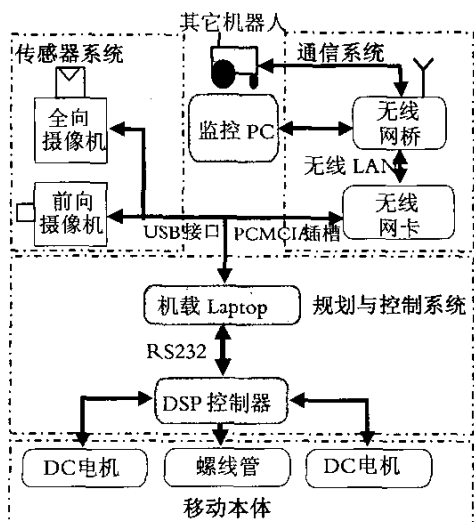 其它机器人
传感器系统
通信系统
全向
摄像机
监控 PC
无线
网桥
无线 LAN
前向
摄像机
无线
网卡
USB接口
PCMCIA插槽
机载 Laptop
规划与控制系统
RS232
DSP 控制器
DC电机
螺线管
DC电机
移动本体